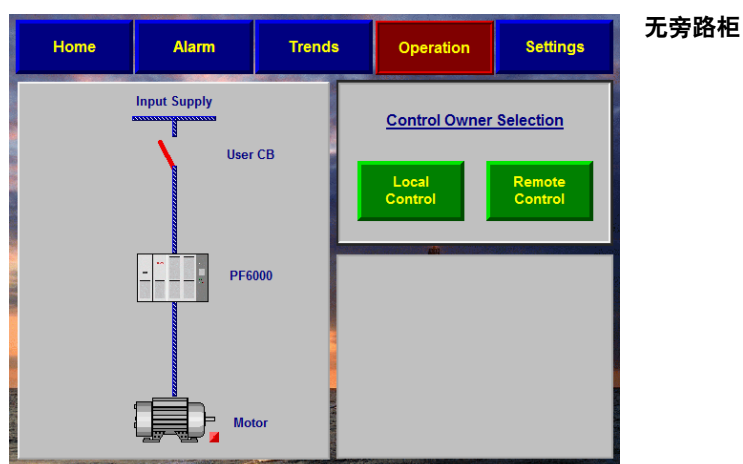 Home Alarm Trends Operation Settings
无旁路柜
Input Supply
User CB
PF6000
Motor
Control Owner Selection
Local
Control
Remote
Control